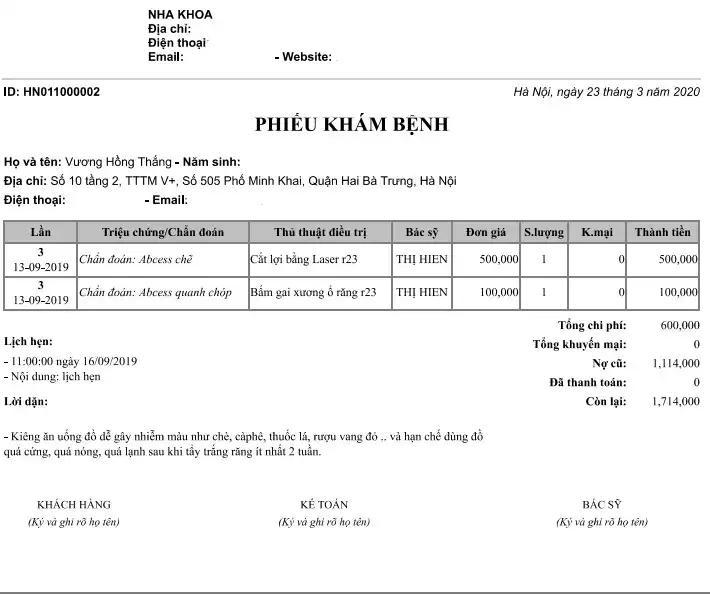 NHA KHOA
Địa chỉ:
Điện thoại
Email: - Website:
ID: HN011000002 Hà Nội, ngày 23 tháng 3 năm 2020
PHIẾU KHÁM BỆNH
Họ và tên: Vương Hồng Thắng - Năm sinh:
Địa chỉ: Số 10 tầng 2, TTTM V+, Số 505 Phố Minh Khai, Quận Hai Bà Trưng, Hà Nội
Điện thoại: - Email:
Lần Triệu chứng/Chẩn đoán Thủ thuật điều trị Bác sỹ Đơn giá S.lượng K.mại Thành tiền
3 13-09-2019 Chẩn đoán: Abcess chẽ Cắt lợi bằng Laser r23 THỊ HIEN 500,000 1 0 500,000
3 13-09-2019 Chẩn đoán: Abcess quanh chóp Bấm gai xương ổ răng r23 THỊ HIEN 100,000 1 0 100,000
Tổng chi phí: 600,000
Lịch hẹn: Tổng khuyến mại: 0
- 11:00:00 ngày 16/09/2019 Nợ cũ: 1,114,000
- Nội dung: lịch hẹn Đã thanh toán: 0
Lời dặn: Còn lại: 1,714,000
- Kiêng ăn uống đồ dễ gây nhiễm màu như chè, càphê, thuốc lá, rượu vang đỏ .. và hạn chế dùng đồ
quá cứng, quá nóng, quá lạnh sau khi tẩy trắng răng ít nhất 2 tuần.
KHÁCH HÀNG KẾ TOÁN BÁC SỸ
(Ký và ghi rõ họ tên) (Ký và ghi rõ họ tên) (Ký và ghi rõ họ tên)